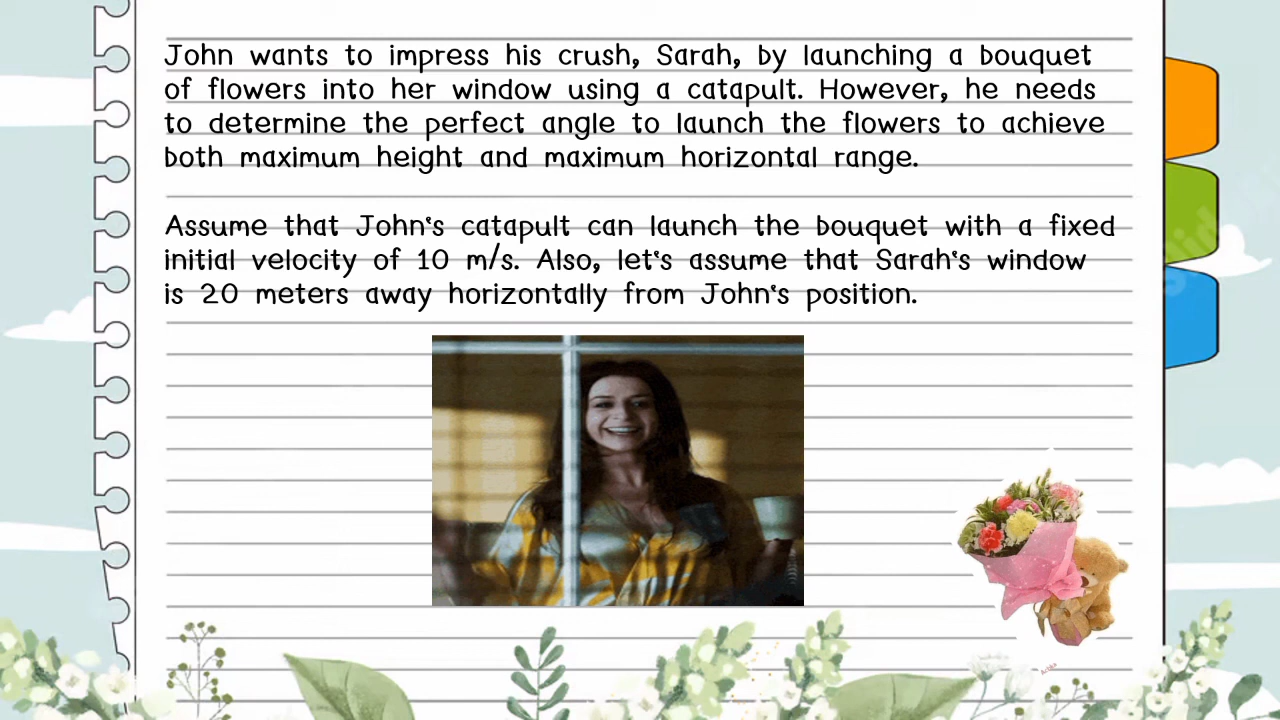 John wants to impress his crush, Sarah, by launching a bouquet
of flowers into her window using a catapult. However, he needs
to determine the perfect angle to launch the flowers to achieve
both maximum height and maximum horizontal range.
Assume that John's catapult can launch the bouquet with a fixed
initial velocity of 10 m/s. Also, let's assume that Sarah's window
is 20 meters away horizontally from John's position.